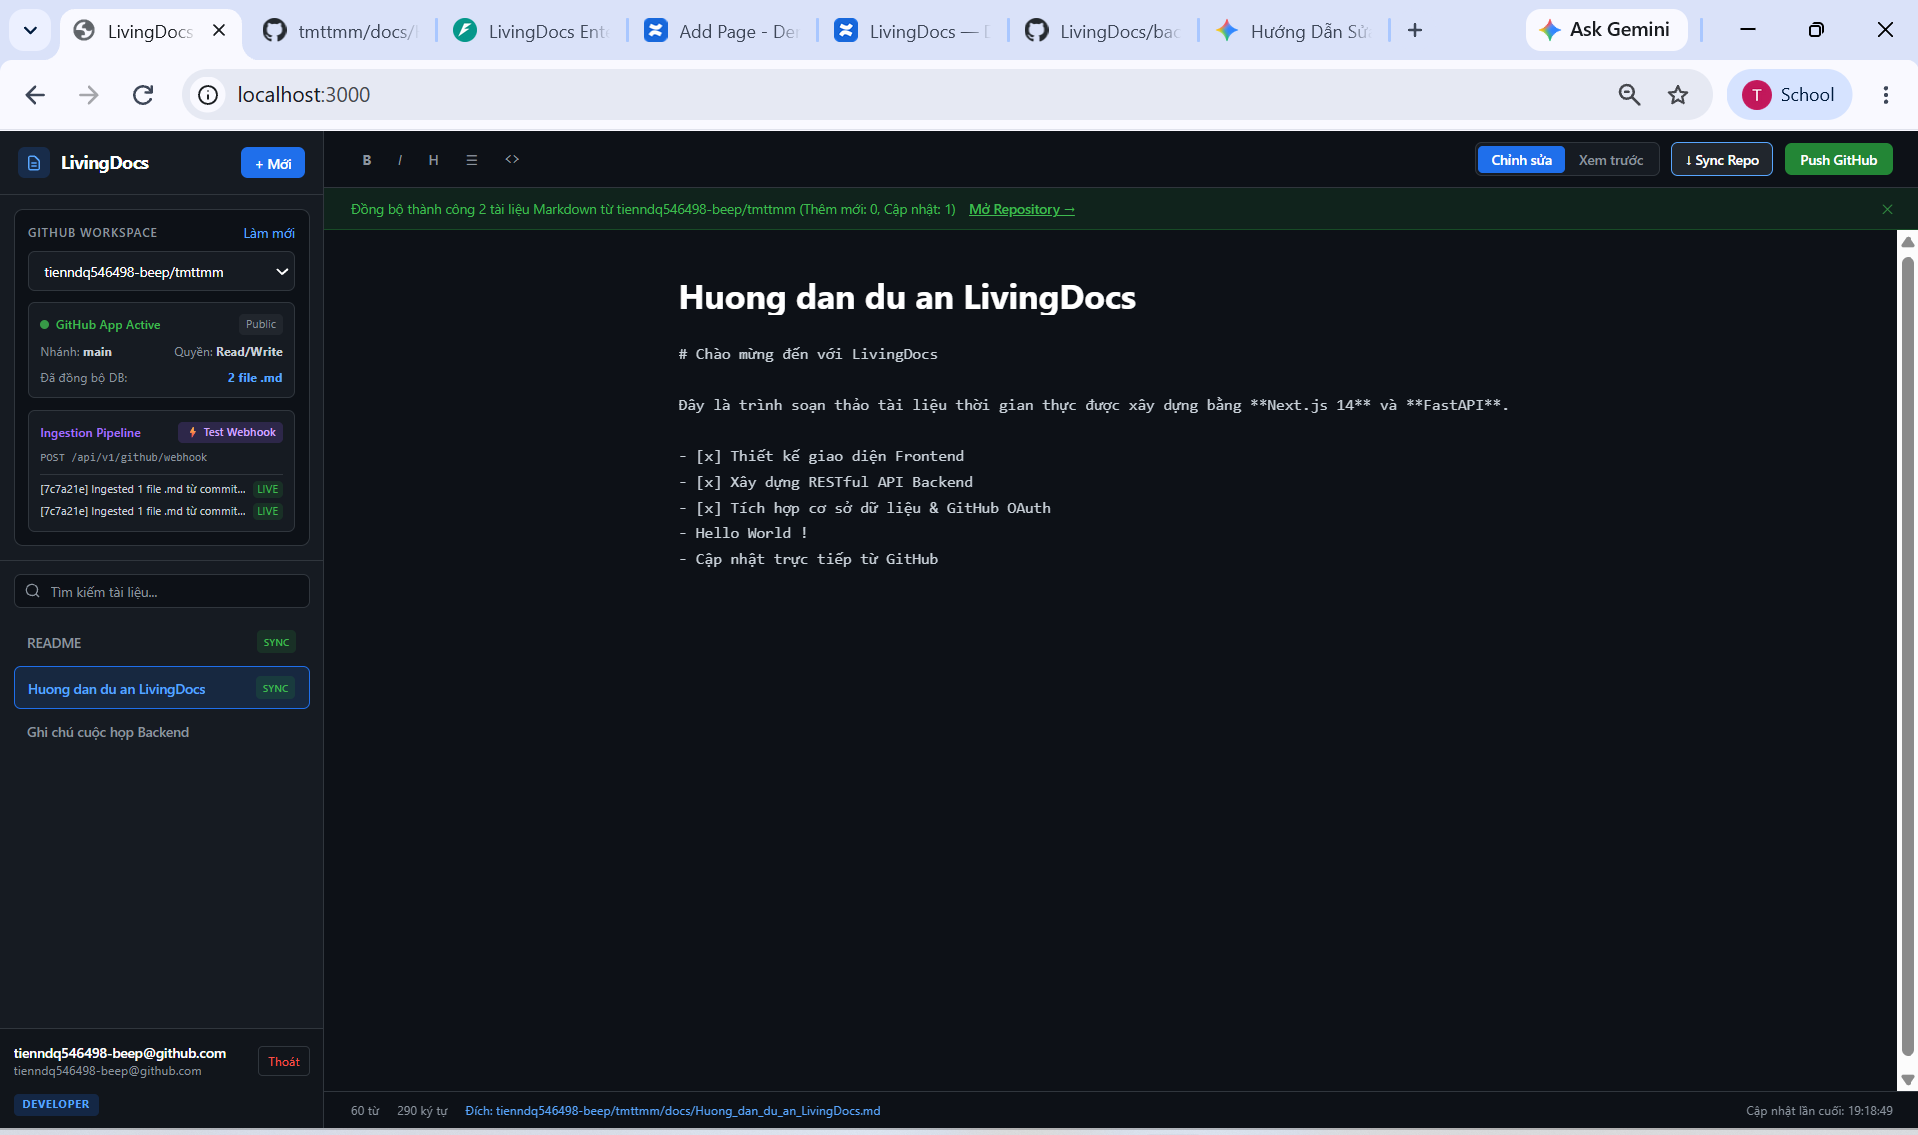 LivingDocs
tmttmm/docs/
LivingDocs Ent
Add Page - De
LivingDocs —
LivingDocs/bac
Hướng Dẫn Sử
Ask Gemini
localhost:3000
School
LivingDocs
+ Mới
B I H <>
Chỉnh sửa
Xem trước
↓ Sync Repo
Push GitHub
Đồng bộ thành công 2 tài liệu Markdown từ tienndq546498-beep/tmttmm (Thêm mới: 0, Cập nhật: 1) Mở Repository →
GITHUB WORKSPACE
Làm mới
tienndq546498-beep/tmttmm
GitHub App Active
Public
Nhánh: main
Quyền: Read/Write
Đã đồng bộ DB:
2 file .md
Ingestion Pipeline
Test Webhook
POST /api/v1/github/webhook
[7c7a21e] Ingested 1 file .md từ commit... LIVE
[7c7a21e] Ingested 1 file .md từ commit... LIVE
Tìm kiếm tài liệu...
README SYNC
Huong dan du an LivingDocs SYNC
Ghi chú cuộc họp Backend
Huong dan du an LivingDocs
# Chào mừng đến với LivingDocs
Đây là trình soạn thảo tài liệu thời gian thực được xây dựng bằng **Next.js 14** và **FastAPI**.
- [x] Thiết kế giao diện Frontend
- [x] Xây dựng RESTful API Backend
- [x] Tích hợp cơ sở dữ liệu & GitHub OAuth
- Hello World !
- Cập nhật trực tiếp từ GitHub
tienndq546498-beep@github.com
tienndq546498-beep@github.com
Thoát
DEVELOPER
60 từ
290 ký tự
Đích: tienndq546498-beep/tmttmm/docs/Huong_dan_du_an_LivingDocs.md
Cập nhật lần cuối: 19:18:49
T